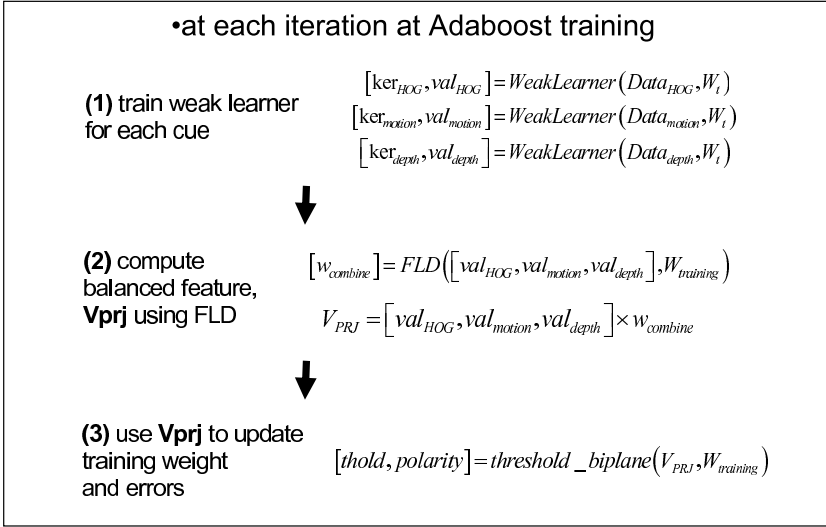 •at each iteration at Adaboost training
(1) train weak learner
for each cue
[ker_HOG, val_HOG] = WeakLearner(Data_HOG, W_t)
[ker_motion, val_motion] = WeakLearner(Data_motion, W_t)
[ker_depth, val_depth] = WeakLearner(Data_depth, W_t)
(2) compute
balanced feature,
Vprj using FLD
[w_combine] = FLD([val_HOG, val_motion, val_depth], W_training)
V_PRJ = [val_HOG, val_motion, val_depth] × w_combine
(3) use Vprj to update
training weight
and errors
[thold, polarity] = threshold_biplane(V_PRJ, W_training)